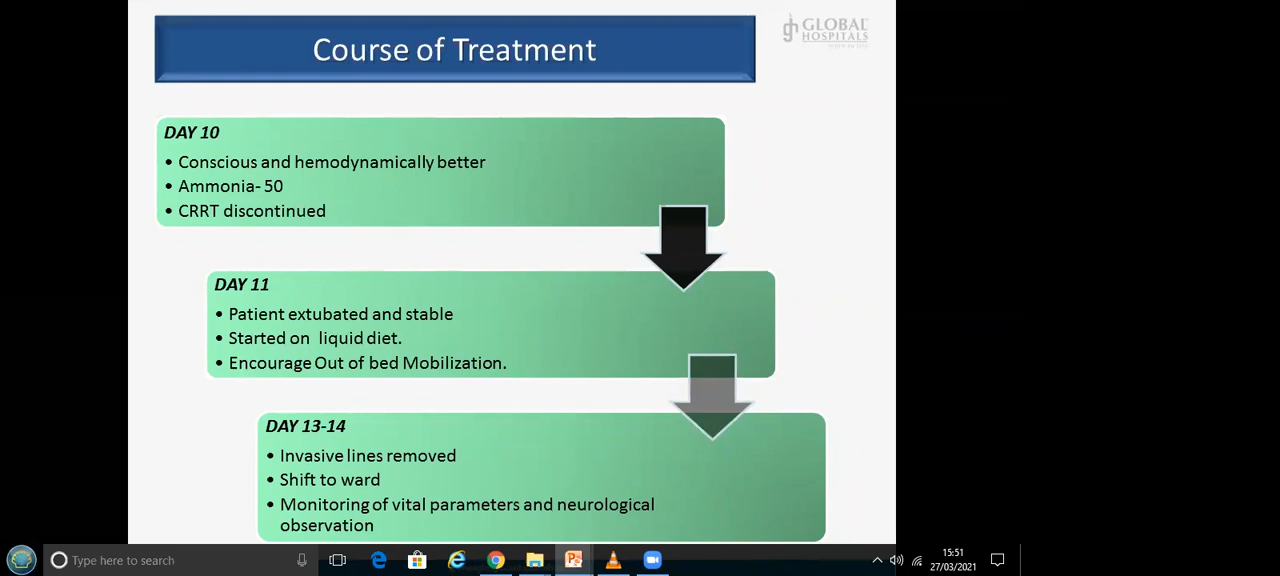 Course of Treatment
GLOBAL
HOSPITALS
DAY 10
• Conscious and hemodynamically better
• Ammonia- 50
• CRRT discontinued
DAY 11
• Patient extubated and stable
• Started on  liquid diet.
• Encourage Out of bed Mobilization.
DAY 13-14
• Invasive lines removed
• Shift to ward
• Monitoring of vital parameters and neurological
observation
Type here to search
15:51
27/03/2021